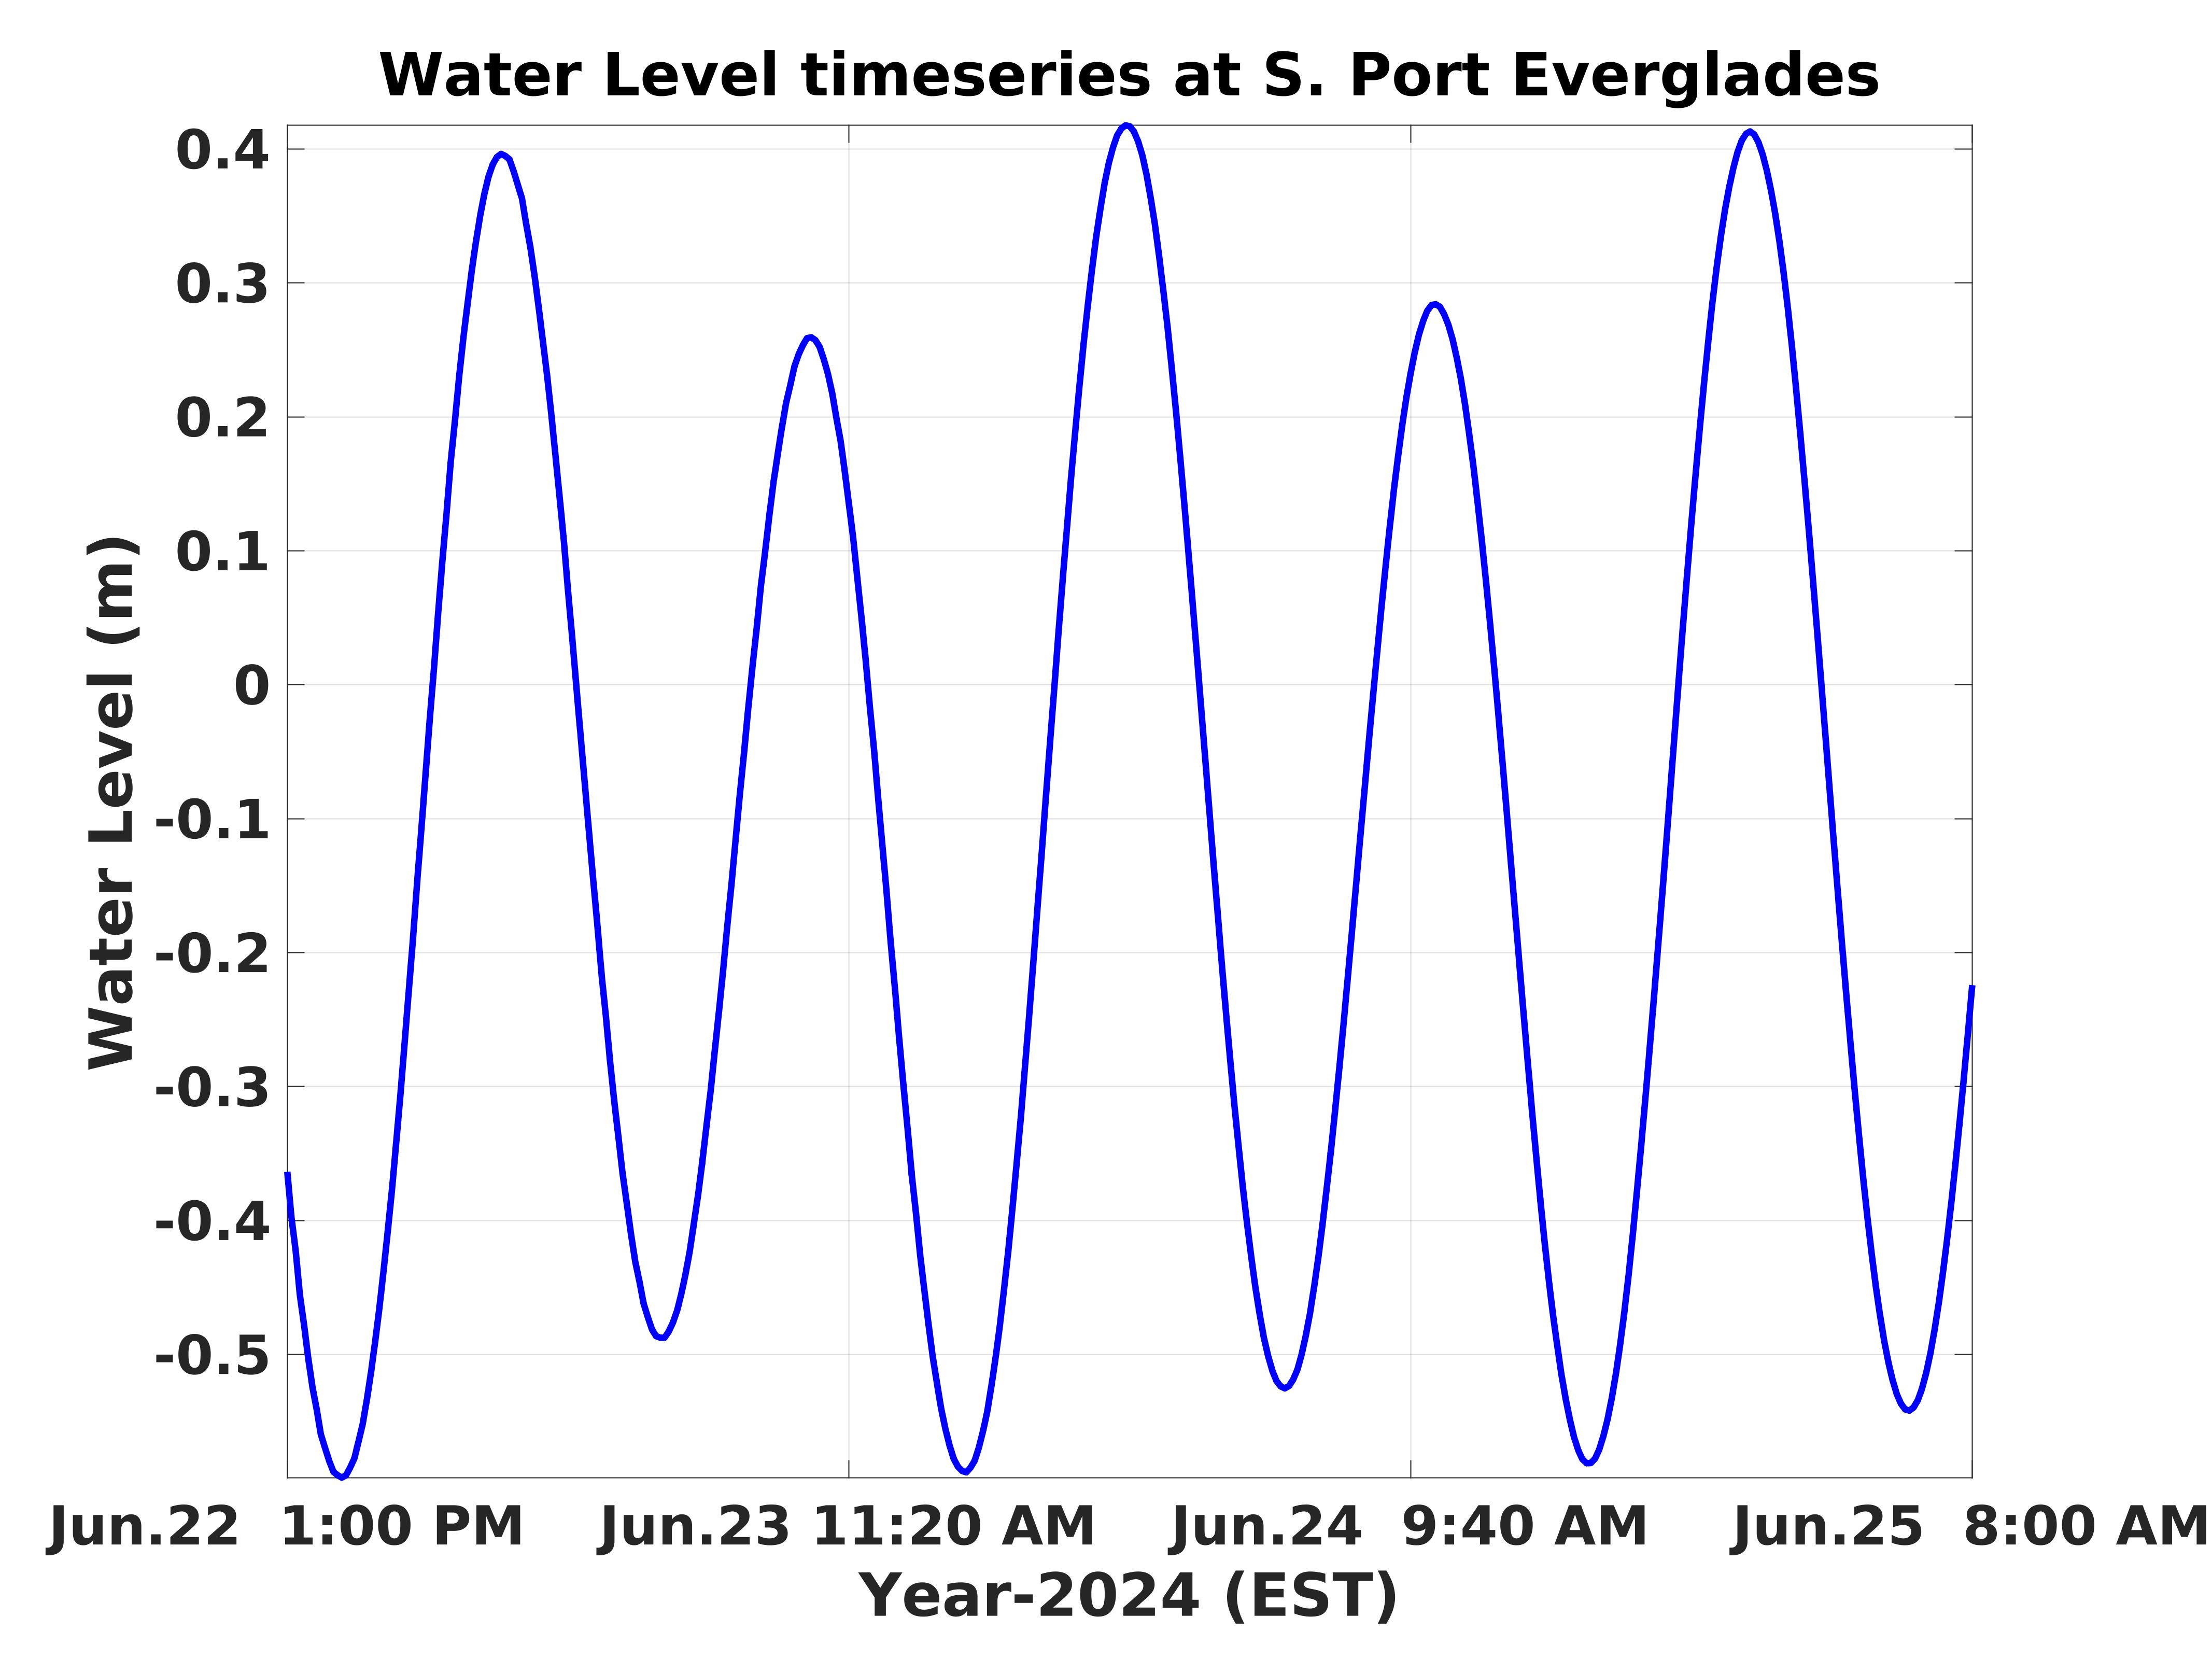 Water Level timeseries at S. Port Everglades
Water Level (m)
0.4
0.3
0.2
0.1
0
-0.1
-0.2
-0.3
-0.4
-0.5
Jun.22 1:00 PM Jun.23 11:20 AM Jun.24 9:40 AM Jun.25 8:00 AM
Year-2024 (EST)